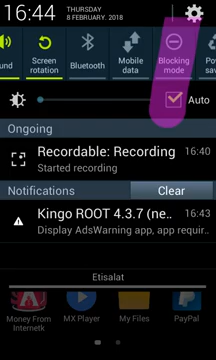 16:44 THURSDAY
8 FEBRUARY, 2018
und Screen rotation Bluetooth Mobile data Blocking mode Pow savi
Auto
Ongoing
Recordable: Recording 16:40
Started recording
Notifications Clear
Kingo ROOT 4.3.7 (ne.. 16:43
Display AdsWarning app, app requir..
Etisalat
Money From Internetk MX Player My Files PayPal